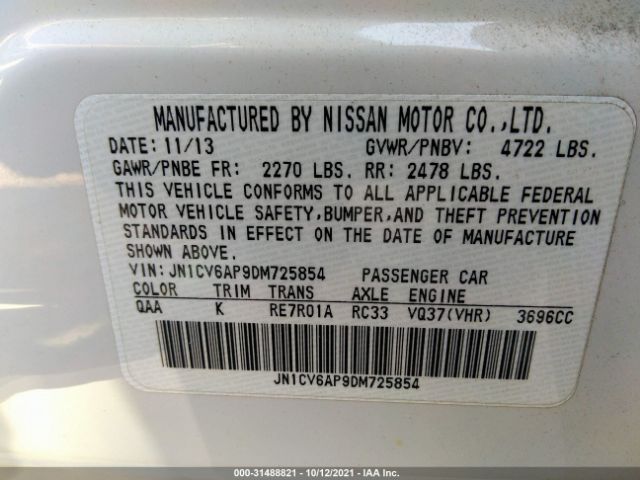 MANUFACTURED BY NISSAN MOTOR CO.,LTD.
DATE: 11/13 GVWR/PNBV: 4722 LBS.
GAWR/PNBE FR: 2270 LBS. RR: 2478 LBS.
THIS VEHICLE CONFORMS TO ALL APPLICABLE FEDERAL
MOTOR VEHICLE SAFETY,BUMPER,AND THEFT PREVENTION
STANDARDS IN EFFECT ON THE DATE OF MANUFACTURE
SHOWN ABOVE.
VIN:JN1CV6AP9DM725854 PASSENGER CAR
COLOR TRIM TRANS AXLE ENGINE
QAA K RE7R01A RC33 VQ37(VHR) 3696CC
JN1CV6AP9DM725854
000-31488821 - 10/12/2021 - IAA Inc.